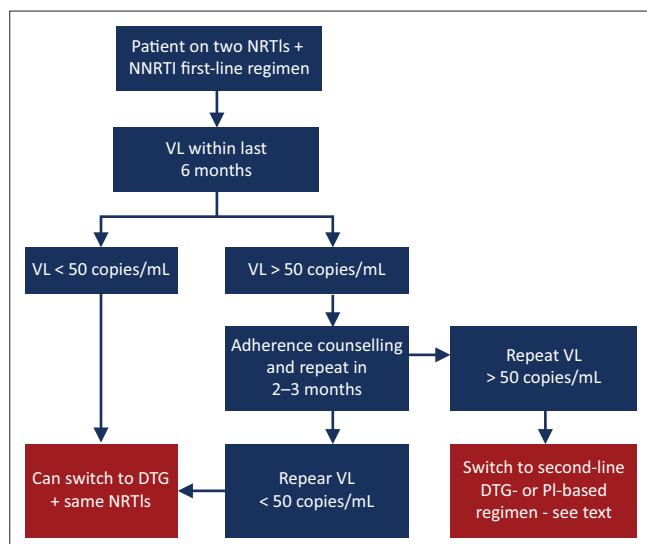 Patient on two NRTIs +
NNRTI first-line regimen
VL within last
6 months
VL < 50 copies/mL
VL > 50 copies/mL
Adherence counselling
and repeat in
2–3 months
Repeat VL
> 50 copies/mL
Can switch to DTG
+ same NRTIs
Repear VL
< 50 copies/mL
Switch to second-line
DTG- or PI-based
regimen - see text